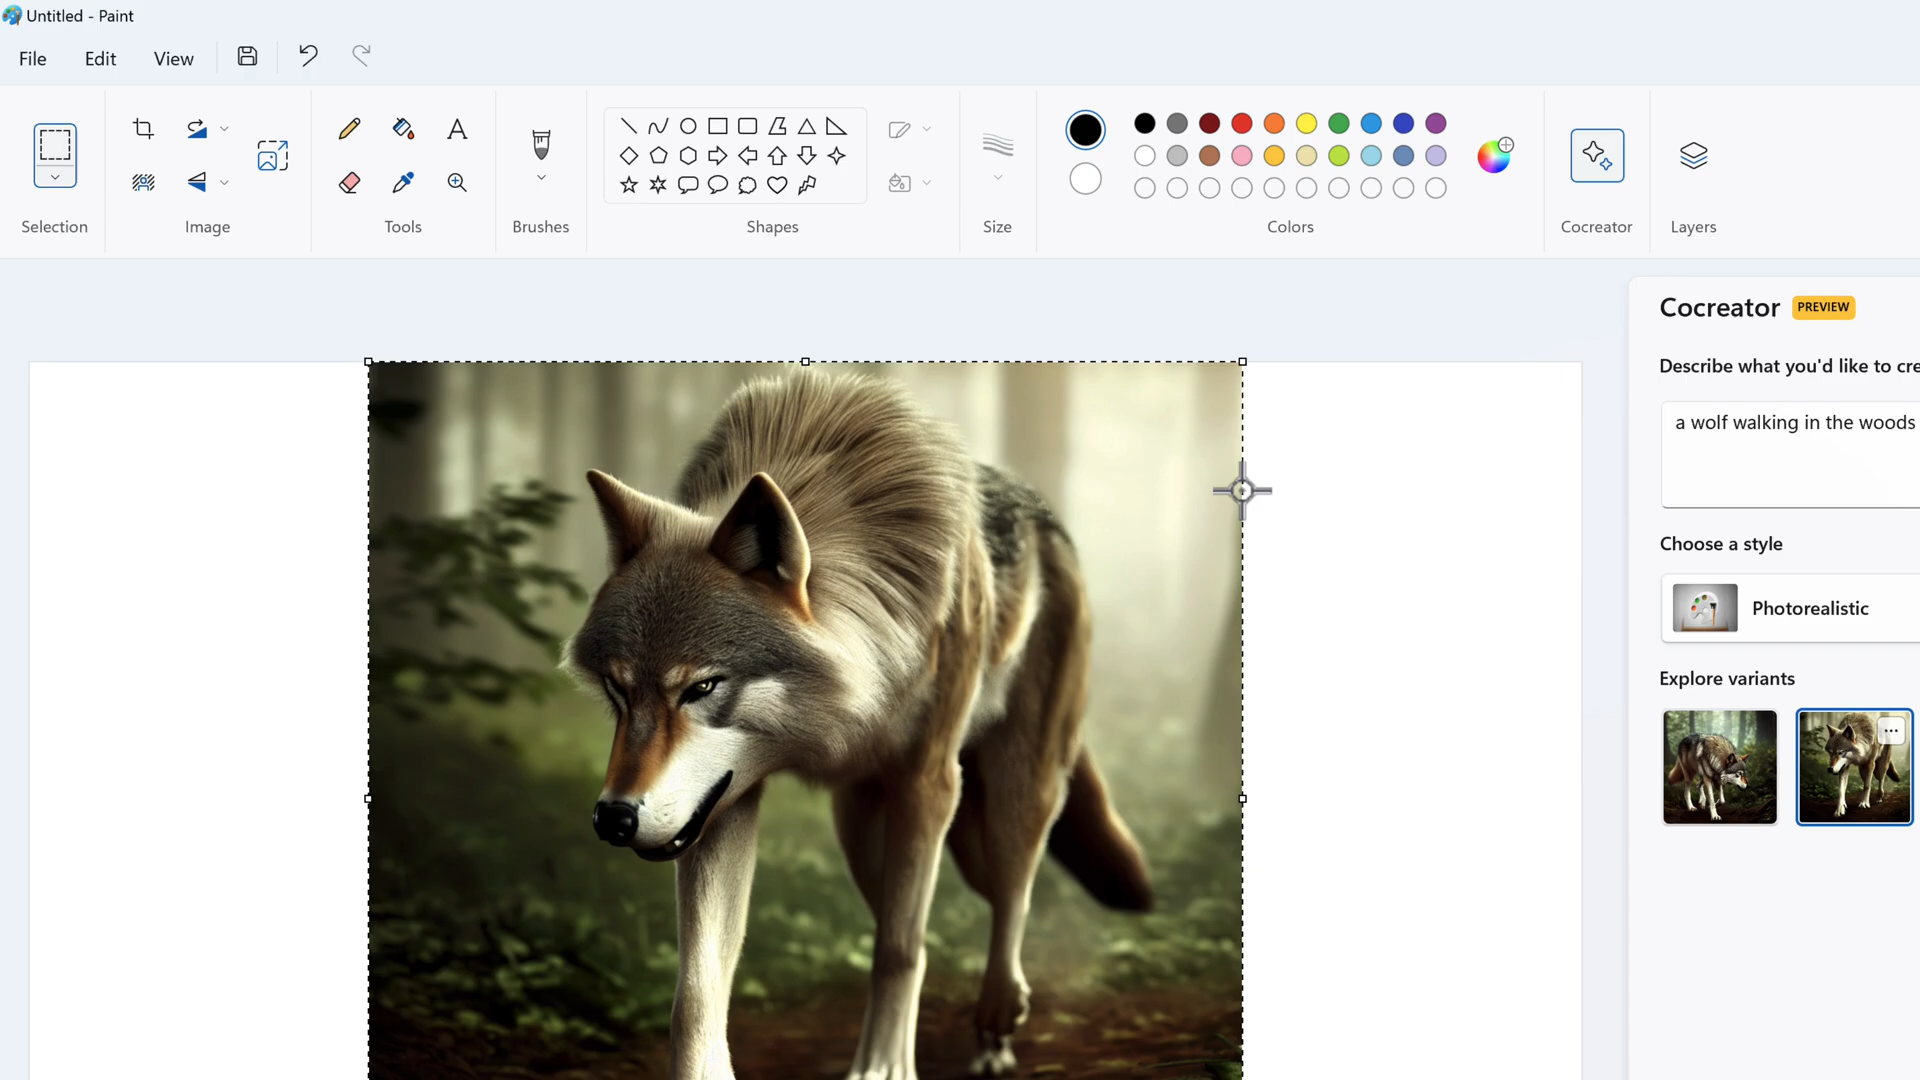 Untitled - Paint
File Edit View
Selection Image Tools Brushes Shapes Size Colors Cocreator Layers
Cocreator PREVIEW
Describe what you'd like to cre
a wolf walking in the woods
Choose a style
Photorealistic
Explore variants